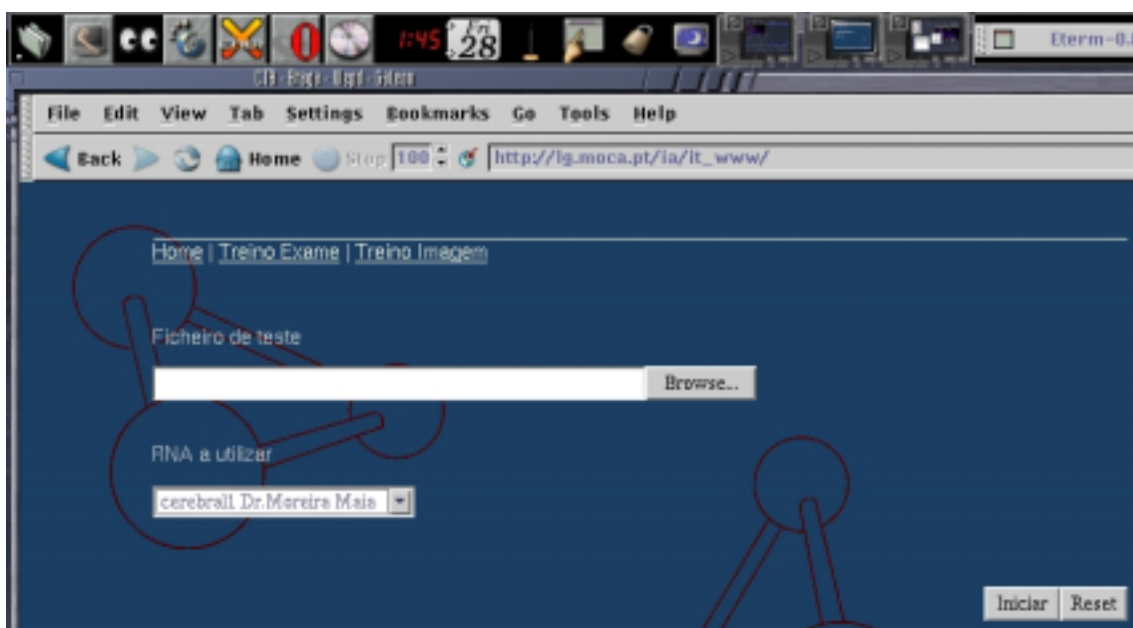 1:45
28
Eterm-0.
File Edit View Tab Settings Bookmarks Go Tools Help
Back Home Stop 100 http://lg.moca.pt/ia/it_www/
Home | Treino Exame | Treino Imagem
Ficheiro de teste
Browse...
RNA a utilizar
cerebral1 Dr.Moreira Maia
Iniciar Reset